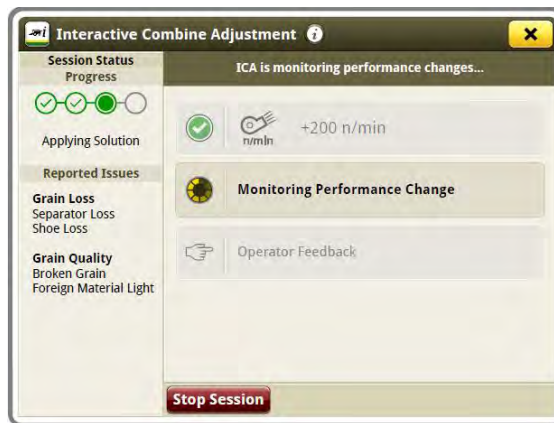 Interactive Combine Adjustment i
Session Status
Progress
Applying Solution
Reported Issues
Grain Loss
Separator Loss
Shoe Loss
Grain Quality
Broken Grain
Foreign Material Light
ICA is monitoring performance changes...
n/min
+200 n/min
Monitoring Performance Change
Operator Feedback
Stop Session